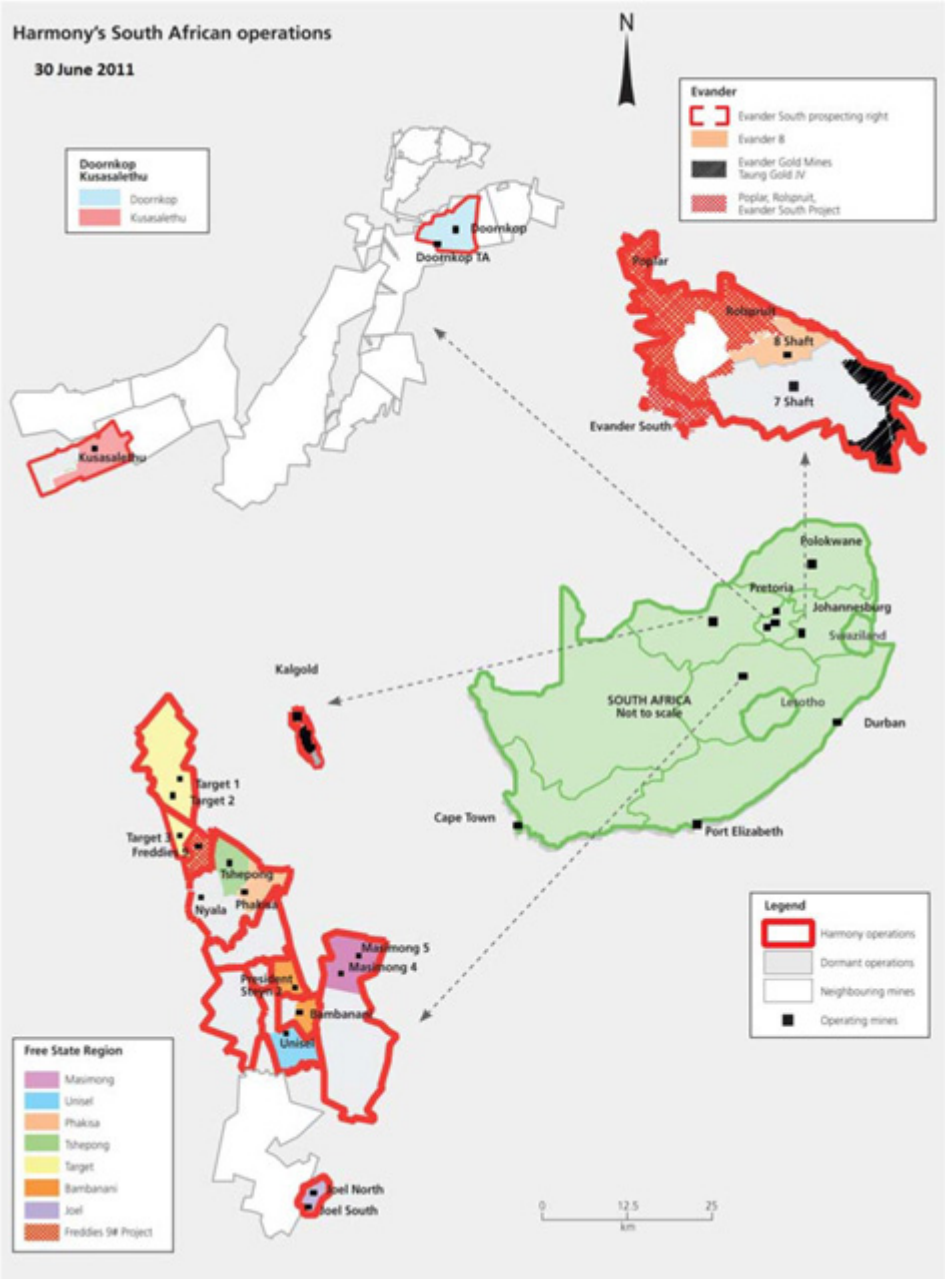 Harmony's South African operations
30 June 2011
N
Evander
Evander South prospecting right
Evander 8
Evander Gold Mines
Taung Gold JV
Poplar, Rolspruit,
Evander South Project
Doornkop
Kusasalethu
Doornkop
Kusasalethu
Doornkop
Doornkop TA
Kusasalethu
Poplar
Rolspruit
8 Shaft
7 Shaft
Evander South
Polokwane
Pretoria
Johannesburg
Swaziland
SOUTH AFRICA
Not to scale
Lesotho
Durban
Cape Town
Port Elizabeth
Kalgold
Target 1
Target 2
Target 3
Freddies 9
Tshepong
Phakisa
Nyala
Masimong 5
Masimong 4
President
Steyn 2
Bambanani
Unisel
Joel North
Joel South
Legend
Harmony operations
Dormant operations
Neighbouring mines
Operating mines
Free State Region
Masimong
Unisel
Phakisa
Tshepong
Target
Bambanani
Joel
Freddies 9# Project
0 12.5 25
km